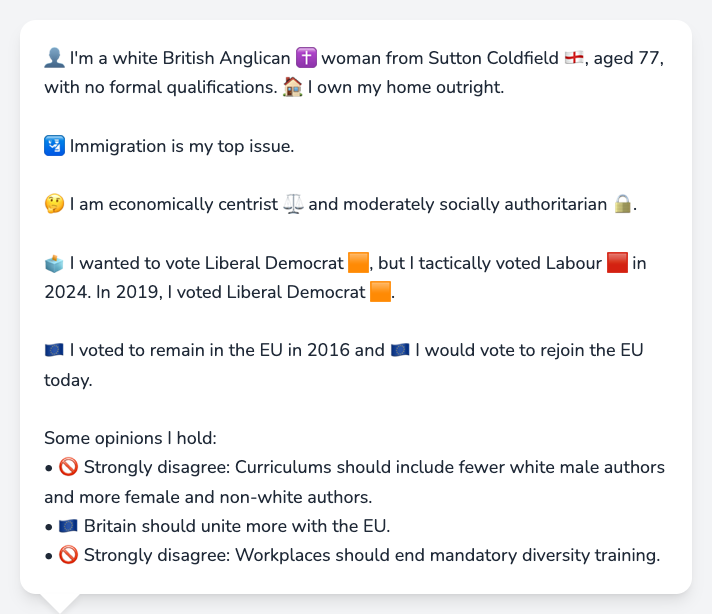 👤 I'm a white British Anglican ✝️ woman from Sutton Coldfield 🏴󠁧󠁢󠁥󠁮󠁧󠁿, aged 77,
with no formal qualifications. 🏠 I own my home outright.
🛂 Immigration is my top issue.
🤔 I am economically centrist ⚖️ and moderately socially authoritarian 🔒.
🗳️ I wanted to vote Liberal Democrat 🟧, but I tactically voted Labour 🟥 in
2024. In 2019, I voted Liberal Democrat 🟧.
🇪🇺 I voted to remain in the EU in 2016 and 🇪🇺 I would vote to rejoin the EU
today.
Some opinions I hold:
• 🚫 Strongly disagree: Curriculums should include fewer white male authors
and more female and non-white authors.
• 🇪🇺 Britain should unite more with the EU.
• 🚫 Strongly disagree: Workplaces should end mandatory diversity training.